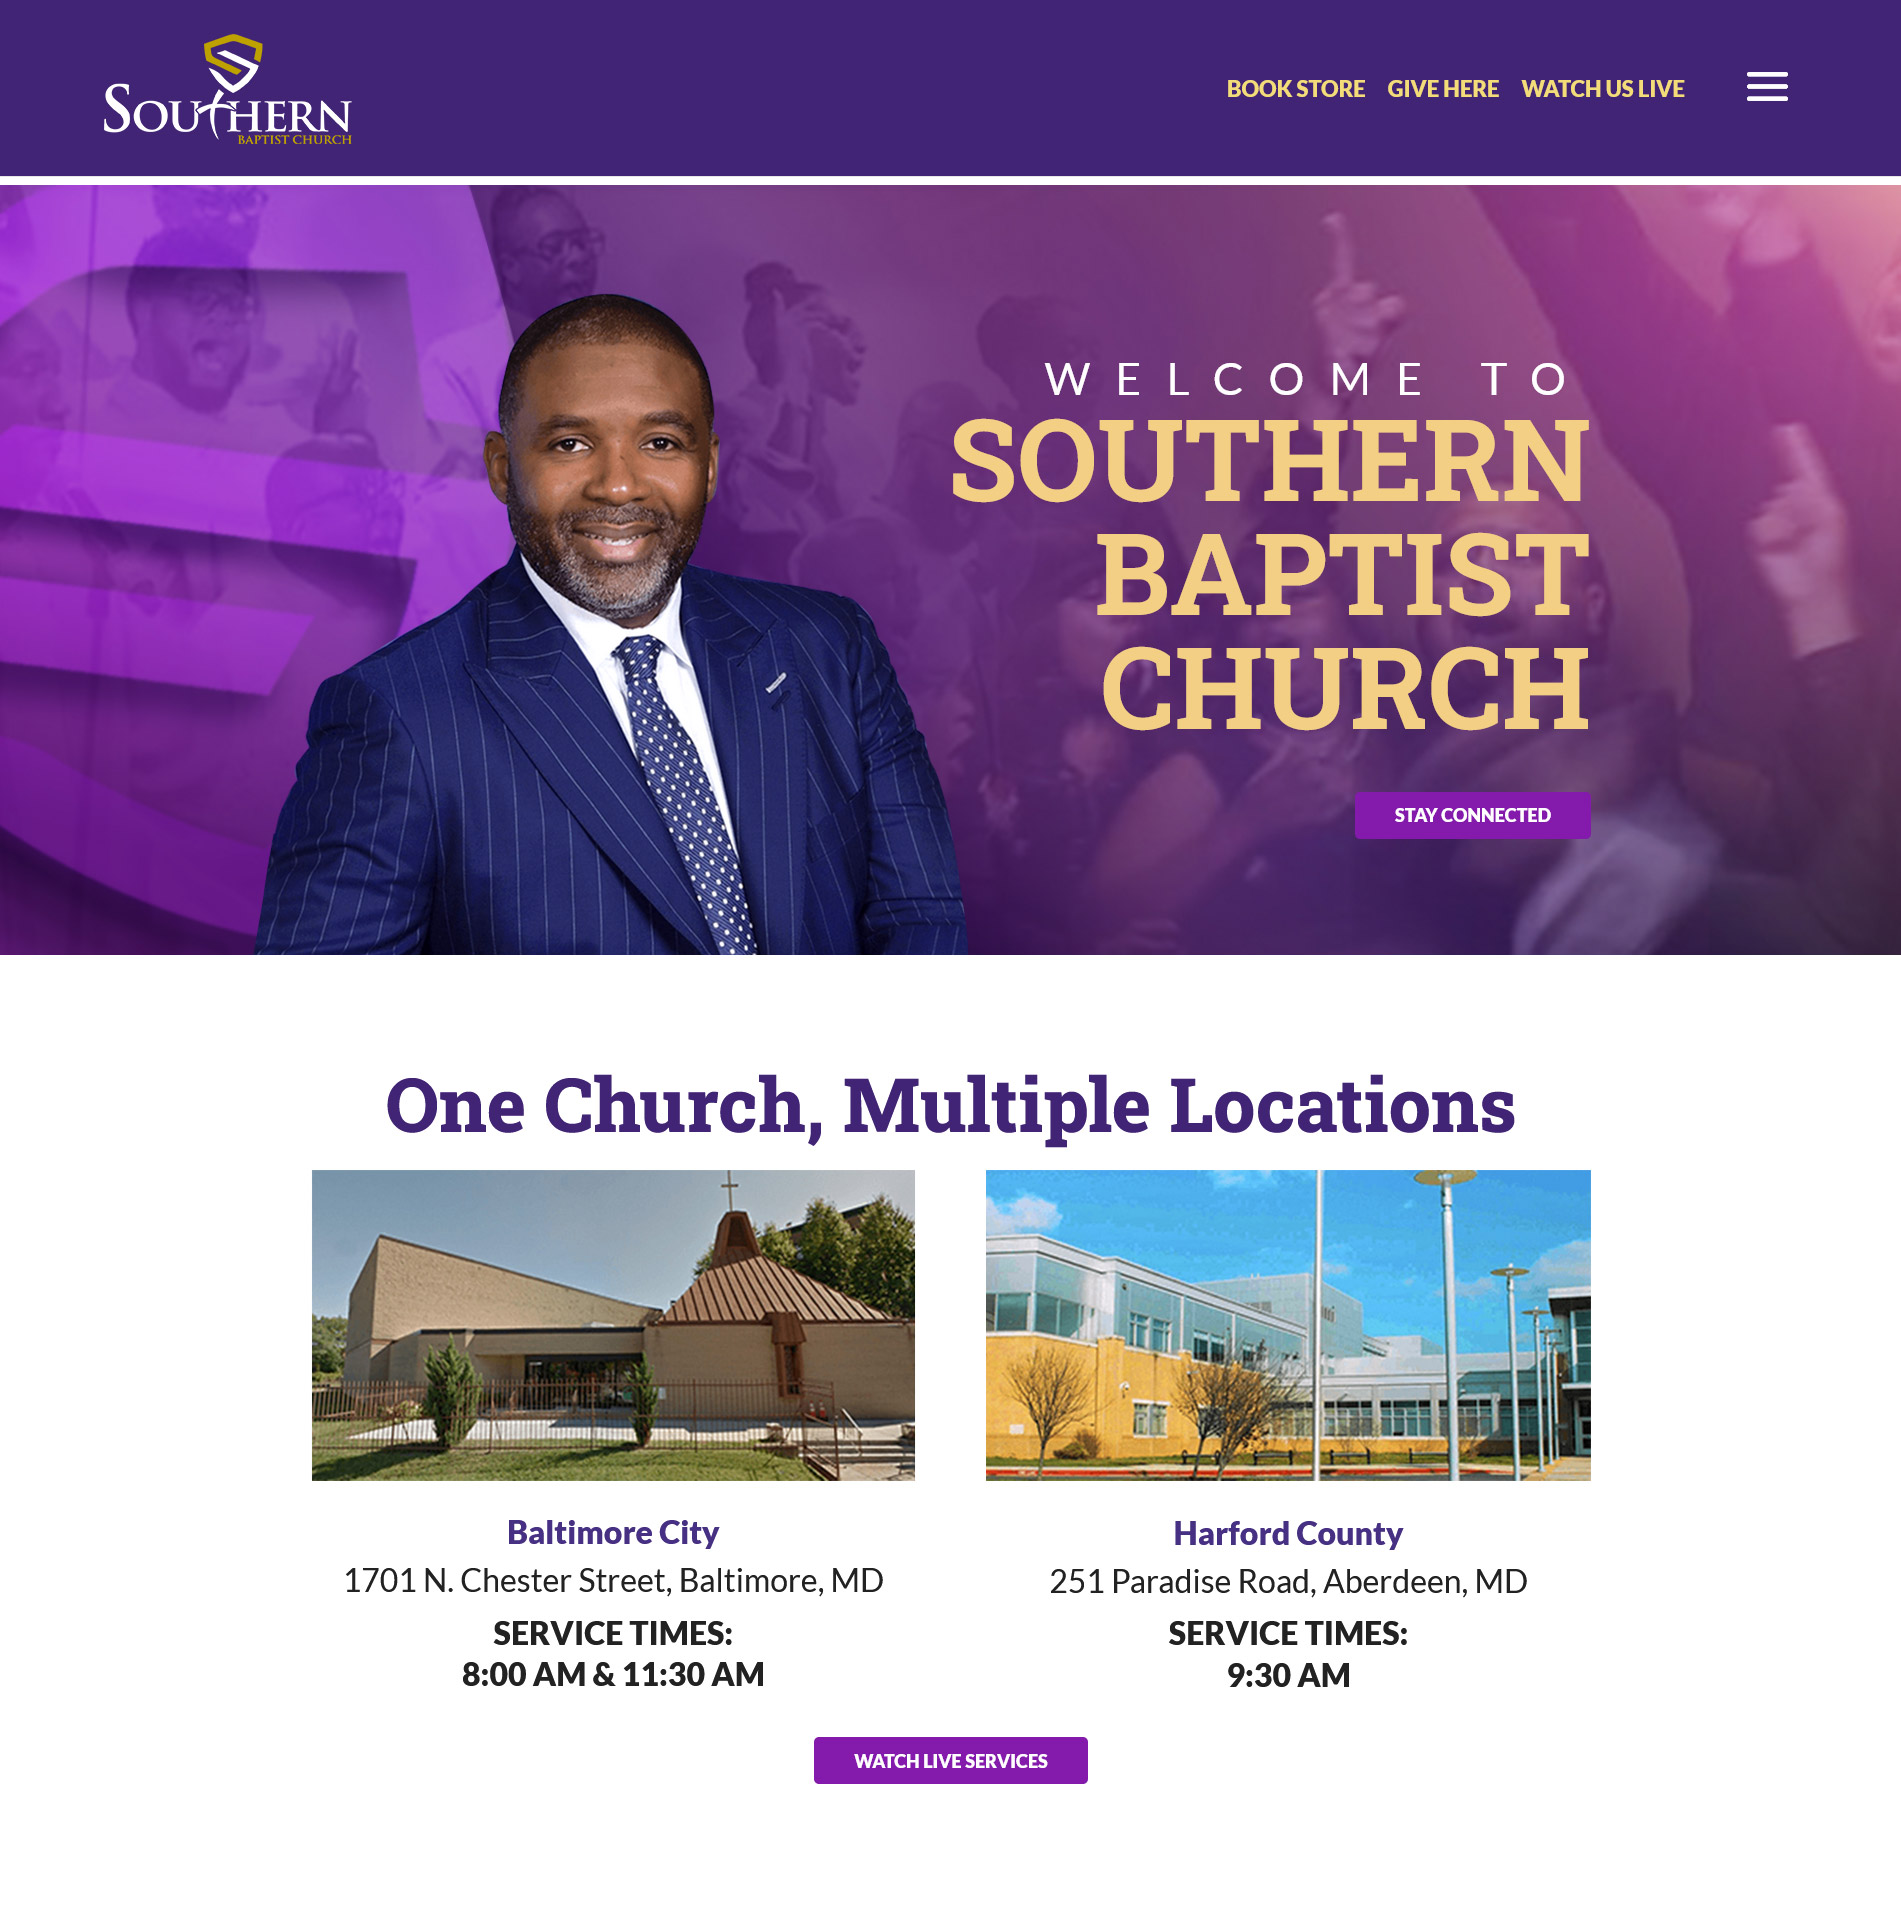 SOUTHERN
BAPTIST CHURCH
BOOK STORE GIVE HERE WATCH US LIVE
WELCOME TO
SOUTHERN
BAPTIST
CHURCH
STAY CONNECTED
One Church, Multiple Locations
Baltimore City
1701 N. Chester Street, Baltimore, MD
SERVICE TIMES:
8:00 AM & 11:30 AM
Harford County
251 Paradise Road, Aberdeen, MD
SERVICE TIMES:
9:30 AM
WATCH LIVE SERVICES